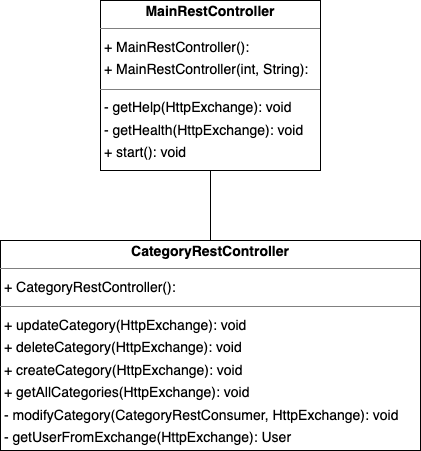 MainRestController
+ MainRestController():
+ MainRestController(int, String):
- getHelp(HttpExchange): void
- getHealth(HttpExchange): void
+ start(): void
CategoryRestController
+ CategoryRestController():
+ updateCategory(HttpExchange): void
+ deleteCategory(HttpExchange): void
+ createCategory(HttpExchange): void
+ getAllCategories(HttpExchange): void
- modifyCategory(CategoryRestConsumer, HttpExchange): void
- getUserFromExchange(HttpExchange): User